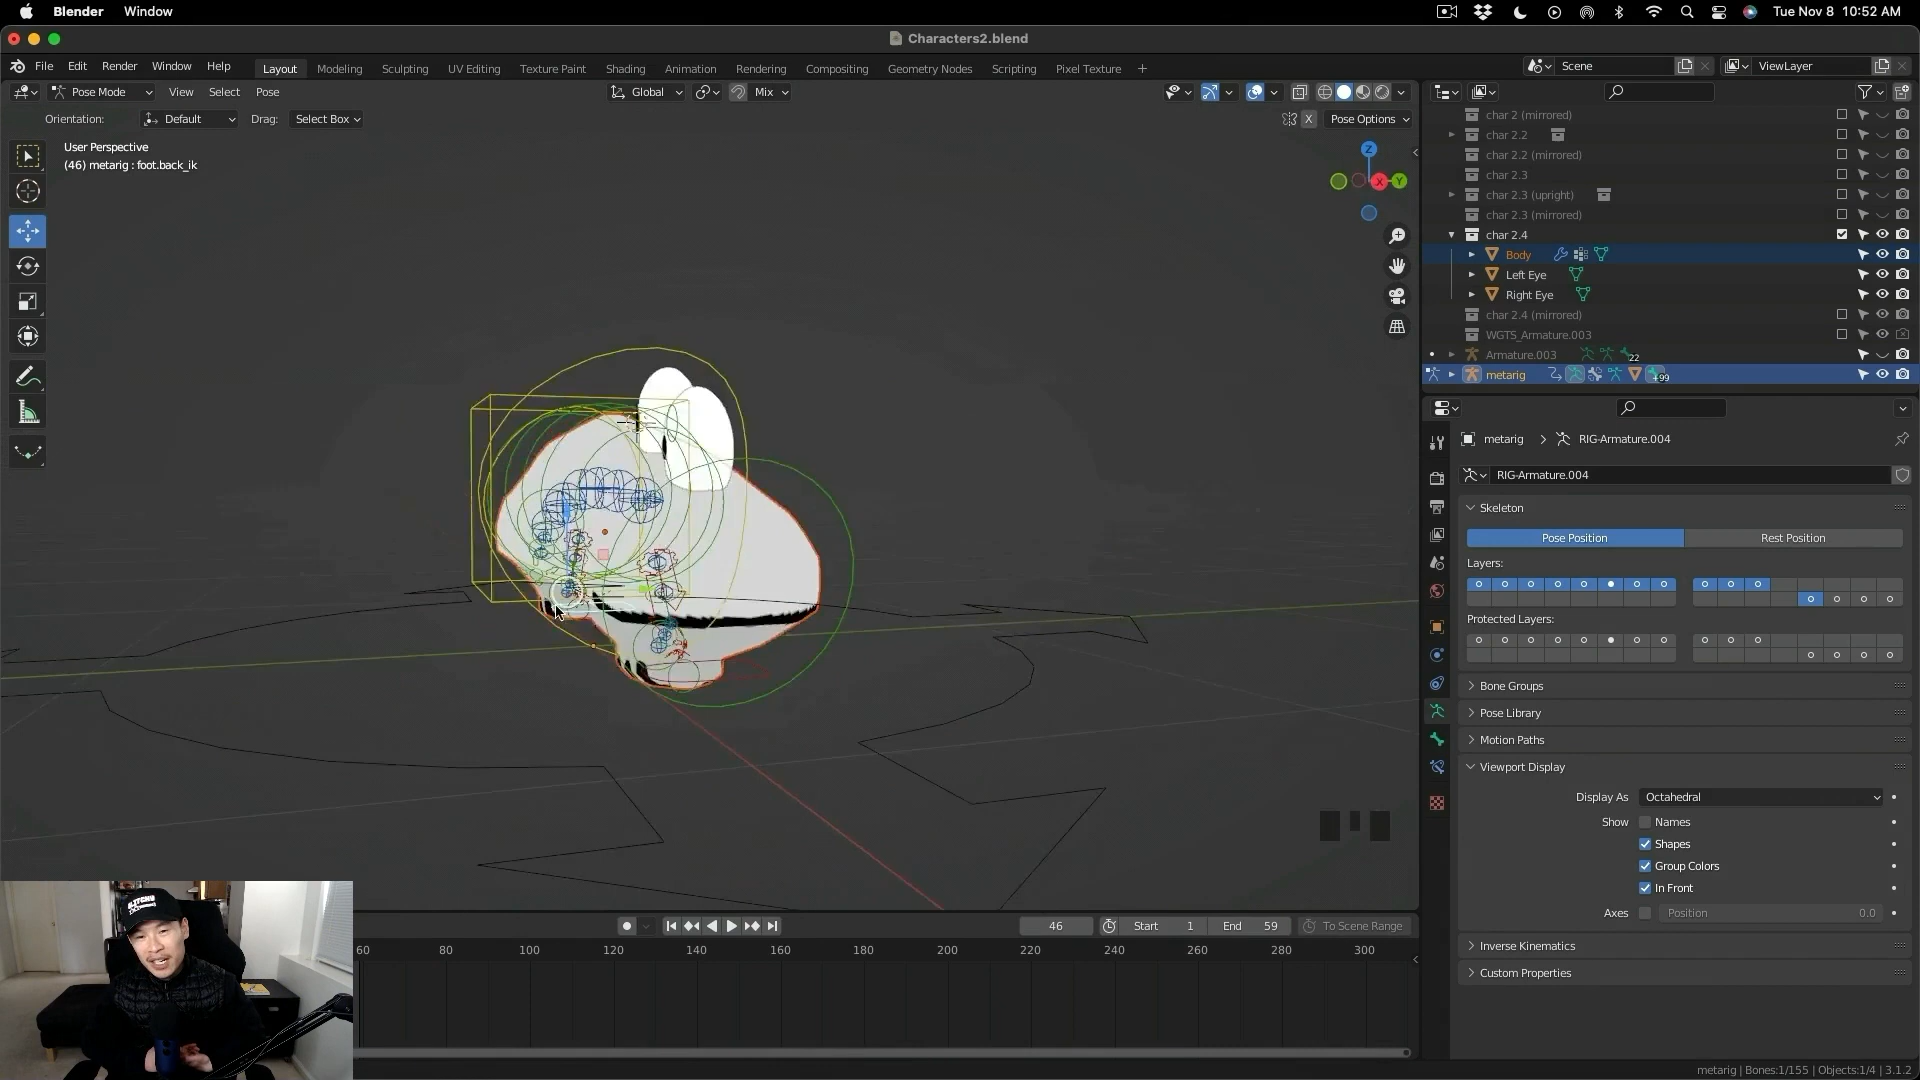 Blender Window
Tue Nov 8 10:52 AM
Characters2.blend
File Edit Render Window Help
Layout Modeling Sculpting UV Editing Texture Paint Shading Animation Rendering Compositing Geometry Nodes Scripting Pixel Texture +
Scene
ViewLayer
Pose Mode View Select Pose
Global
Mix
Orientation: Default Drag: Select Box
X Pose Options
User Perspective
(46) metarig : foot.back_ik
Z
X
Y
char 2 (mirrored)
char 2.2
char 2.2 (mirrored)
char 2.3
char 2.3 (upright)
char 2.3 (mirrored)
char 2.4
Body
Left Eye
Right Eye
char 2.4 (mirrored)
WGTS_Armature.003
Armature.003
22
metarig
+99
metarig > RIG-Armature.004
RIG-Armature.004
Skeleton
Pose Position Rest Position
Layers:
Protected Layers:
Bone Groups
Pose Library
Motion Paths
Viewport Display
Display As Octahedral
Show Names
Shapes
Group Colors
In Front
Axes Position 0.0
Inverse Kinematics
Custom Properties
46 Start 1 End 59 To Scene Range
60 80 100 120 140 160 180 200 220 240 260 280 300
metarig | Bones:1/155 | Objects:1/4 | 3.1.2